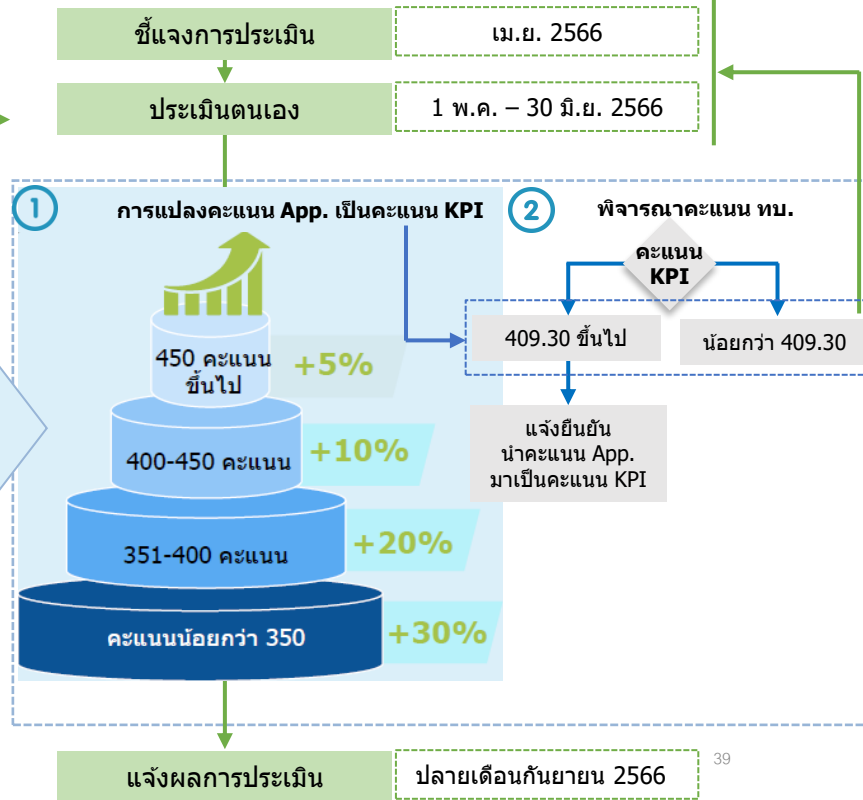 ชี้แจงการประเมิน
เม.ย. 2566
ประเมินตนเอง
1 พ.ค. – 30 มิ.ย. 2566
1
การแปลงคะแนน App. เป็นคะแนน KPI
2
พิจารณาคะแนน ทบ.
คะแนน
KPI
409.30 ขึ้นไป
น้อยกว่า 409.30
แจ้งยืนยัน
นำคะแนน App.
มาเป็นคะแนน KPI
450 คะแนน
ขึ้นไป
+5%
400-450 คะแนน
+10%
351-400 คะแนน
+20%
คะแนนน้อยกว่า 350
+30%
แจ้งผลการประเมิน
ปลายเดือนกันยายน 2566
39